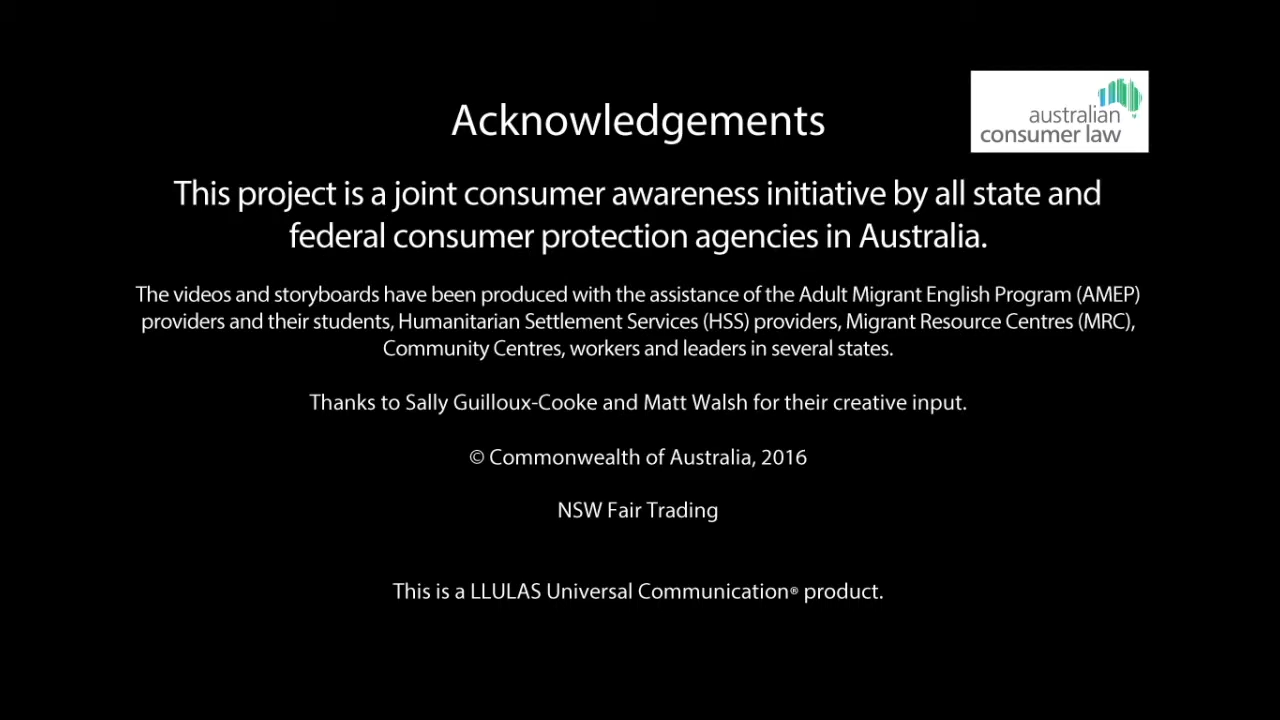 Acknowledgements
australian
consumer law
This project is a joint consumer awareness initiative by all state and
federal consumer protection agencies in Australia.
The videos and storyboards have been produced with the assistance of the Adult Migrant English Program (AMEP)
providers and their students, Humanitarian Settlement Services (HSS) providers, Migrant Resource Centres (MRC),
Community Centres, workers and leaders in several states.
Thanks to Sally Guilloux-Cooke and Matt Walsh for their creative input.
© Commonwealth of Australia, 2016
NSW Fair Trading
This is a LLULAS Universal Communication® product.